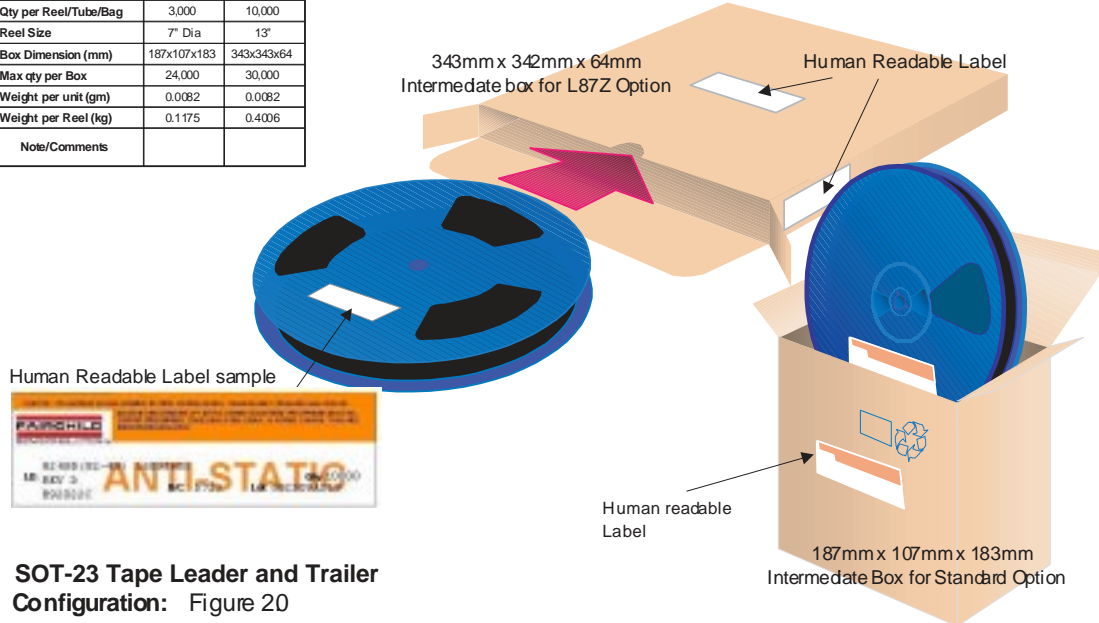 Qty per Reel/Tube/Bag 3,000 10,000
Reel Size 7" Dia 13"
Box Dimension (mm) 187x107x183 343x343x64
Max qty per Box 24,000 30,000
Weight per unit (gm) 0.0082 0.0082
Weight per Reel (kg) 0.1175 0.4006
Note/Comments
343mm x 342mm x 64mm
Intermediate box for L87Z Option
Human Readable Label
Human Readable Label sample
FAIRCHILD
ANTI-STATIC
Human readable
Label
187mm x 107mm x 183mm
Intermediate Box for Standard Option
SOT-23 Tape Leader and Trailer
Configuration: Figure 20